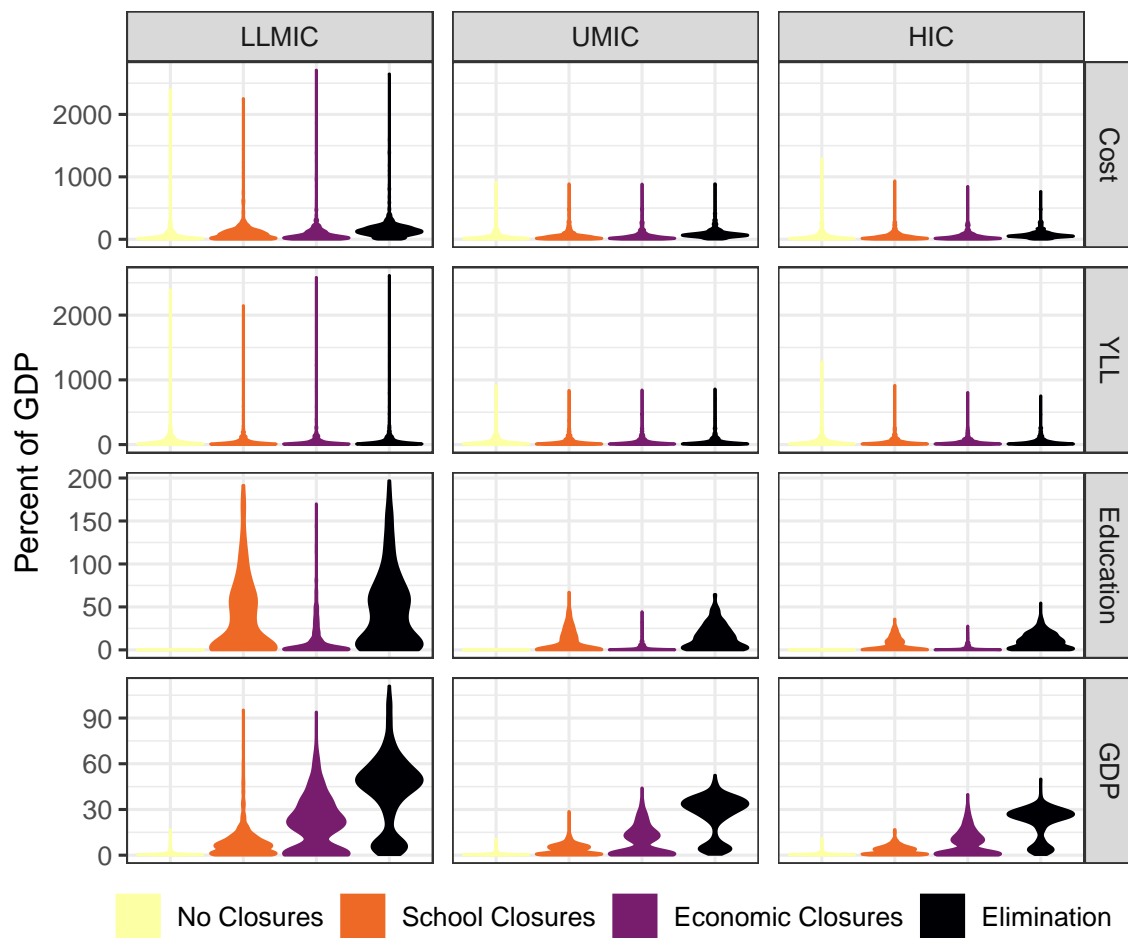 LLMIC UMIC HIC
2000
1000
0
Cost
2000
1000
0
YLL
200
150
100
50
0
Education
90
60
30
0
GDP
Percent of GDP
No Closures School Closures Economic Closures Elimination